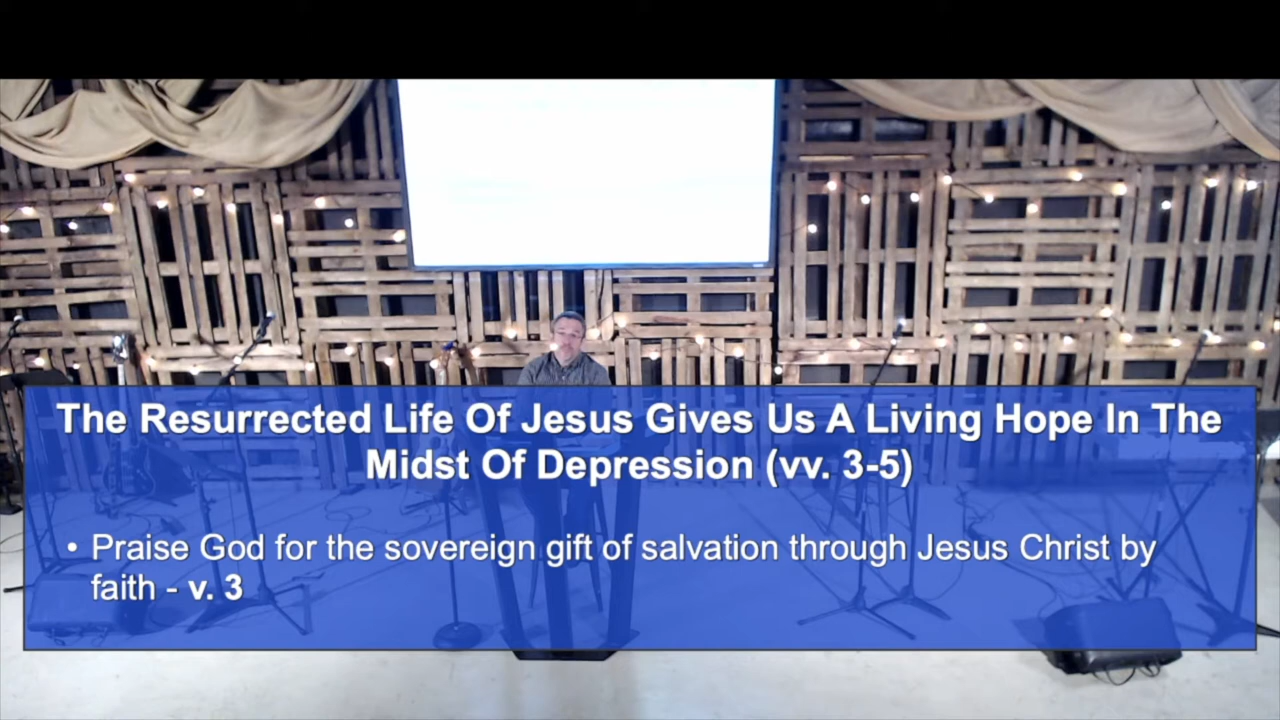 The Resurrected Life Of Jesus Gives Us A Living Hope In The
Midst Of Depression (vv. 3-5)
• Praise God for the sovereign gift of salvation through Jesus Christ by
faith - v. 3